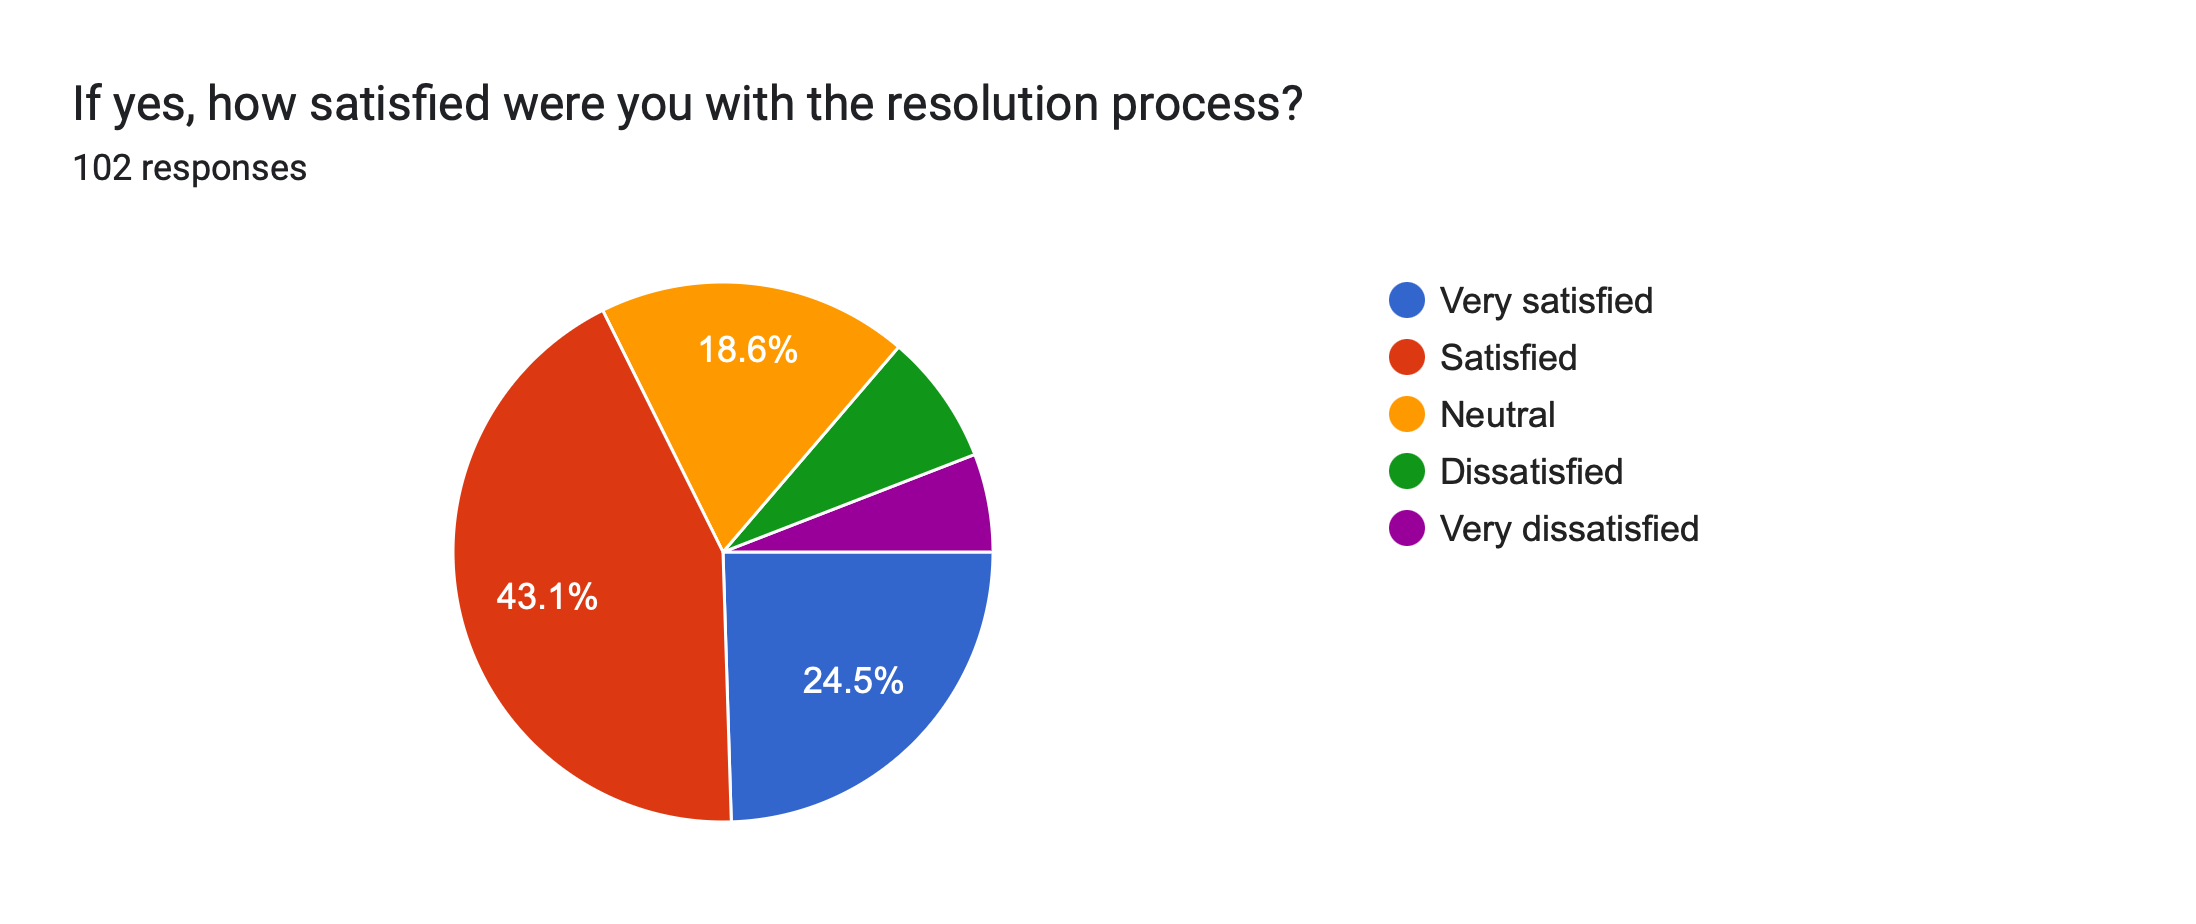 If yes, how satisfied were you with the resolution process?
102 responses
18.6%
43.1%
24.5%
Very satisfied
Satisfied
Neutral
Dissatisfied
Very dissatisfied